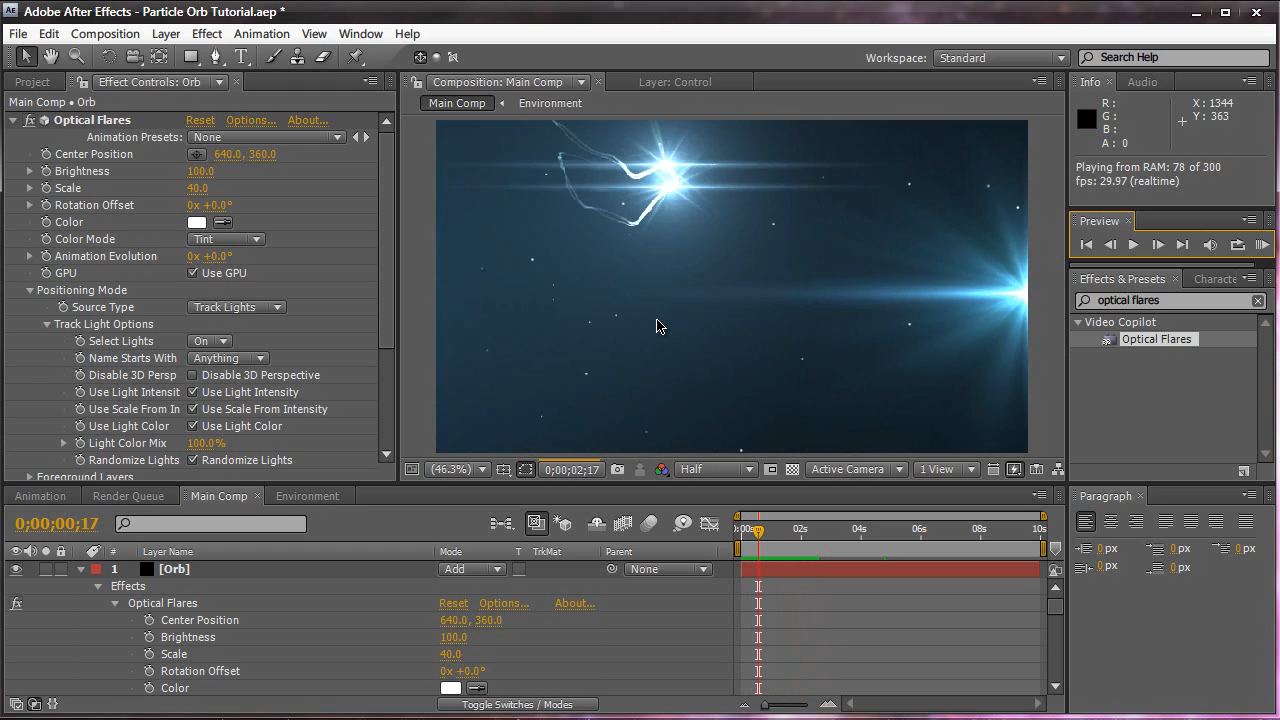 Adobe After Effects - Particle Orb Tutorial.aep *
File Edit Composition Layer Effect Animation View Window Help
Workspace: Standard Search Help
Project Effect Controls: Orb
Main Comp • Orb
fx Optical Flares Reset Options... About...
Animation Presets: None
Center Position 640.0, 360.0
Brightness 100.0
Scale 40.0
Rotation Offset 0x +0.0°
Color
Color Mode Tint
Animation Evolution 0x +0.0°
GPU Use GPU
Positioning Mode
Source Type Track Lights
Track Light Options
Select Lights On
Name Starts With Anything
Disable 3D Persp Disable 3D Perspective
Use Light Intensit Use Light Intensity
Use Scale From In Use Scale From Intensity
Use Light Color Use Light Color
Light Color Mix 100.0%
Randomize Lights Randomize Lights
Foreground Layers
Composition: Main Comp Layer: Control
Main Comp Environment
(46.3%) 0;00;02;17 Half Active Camera 1 View
Info Audio
R : X : 1344
G : Y : 363
B :
A : 0
Playing from RAM: 78 of 300
fps: 29.97 (realtime)
Preview
Effects & Presets Characte
optical flares
Video Copilot
Optical Flares
Animation Render Queue Main Comp Environment
0;00;00;17
0:00s 02s 04s 06s 08s 10s
# Layer Name Mode T TrkMat Parent
1 [Orb] Add None
Effects
fx Optical Flares Reset Options... About...
Center Position 640.0, 360.0
Brightness 100.0
Scale 40.0
Rotation Offset 0x +0.0°
Color
Toggle Switches / Modes
Paragraph
0 px 0 px 0 px
0 px 0 px